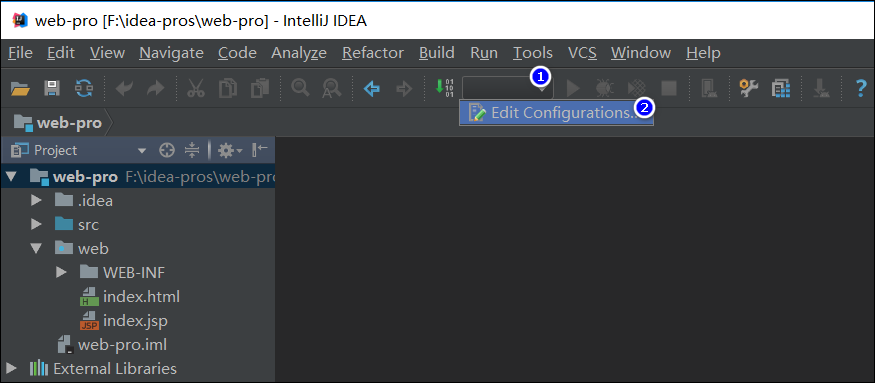 web-pro [F:\idea-pros\web-pro] - IntelliJ IDEA
File Edit View Navigate Code Analyze Refactor Build Run Tools VCS Window Help
1
Edit Configurations... 2
web-pro
Project
web-pro F:\idea-pros\web-pro
.idea
src
web
WEB-INF
H index.html
JSP index.jsp
web-pro.iml
External Libraries